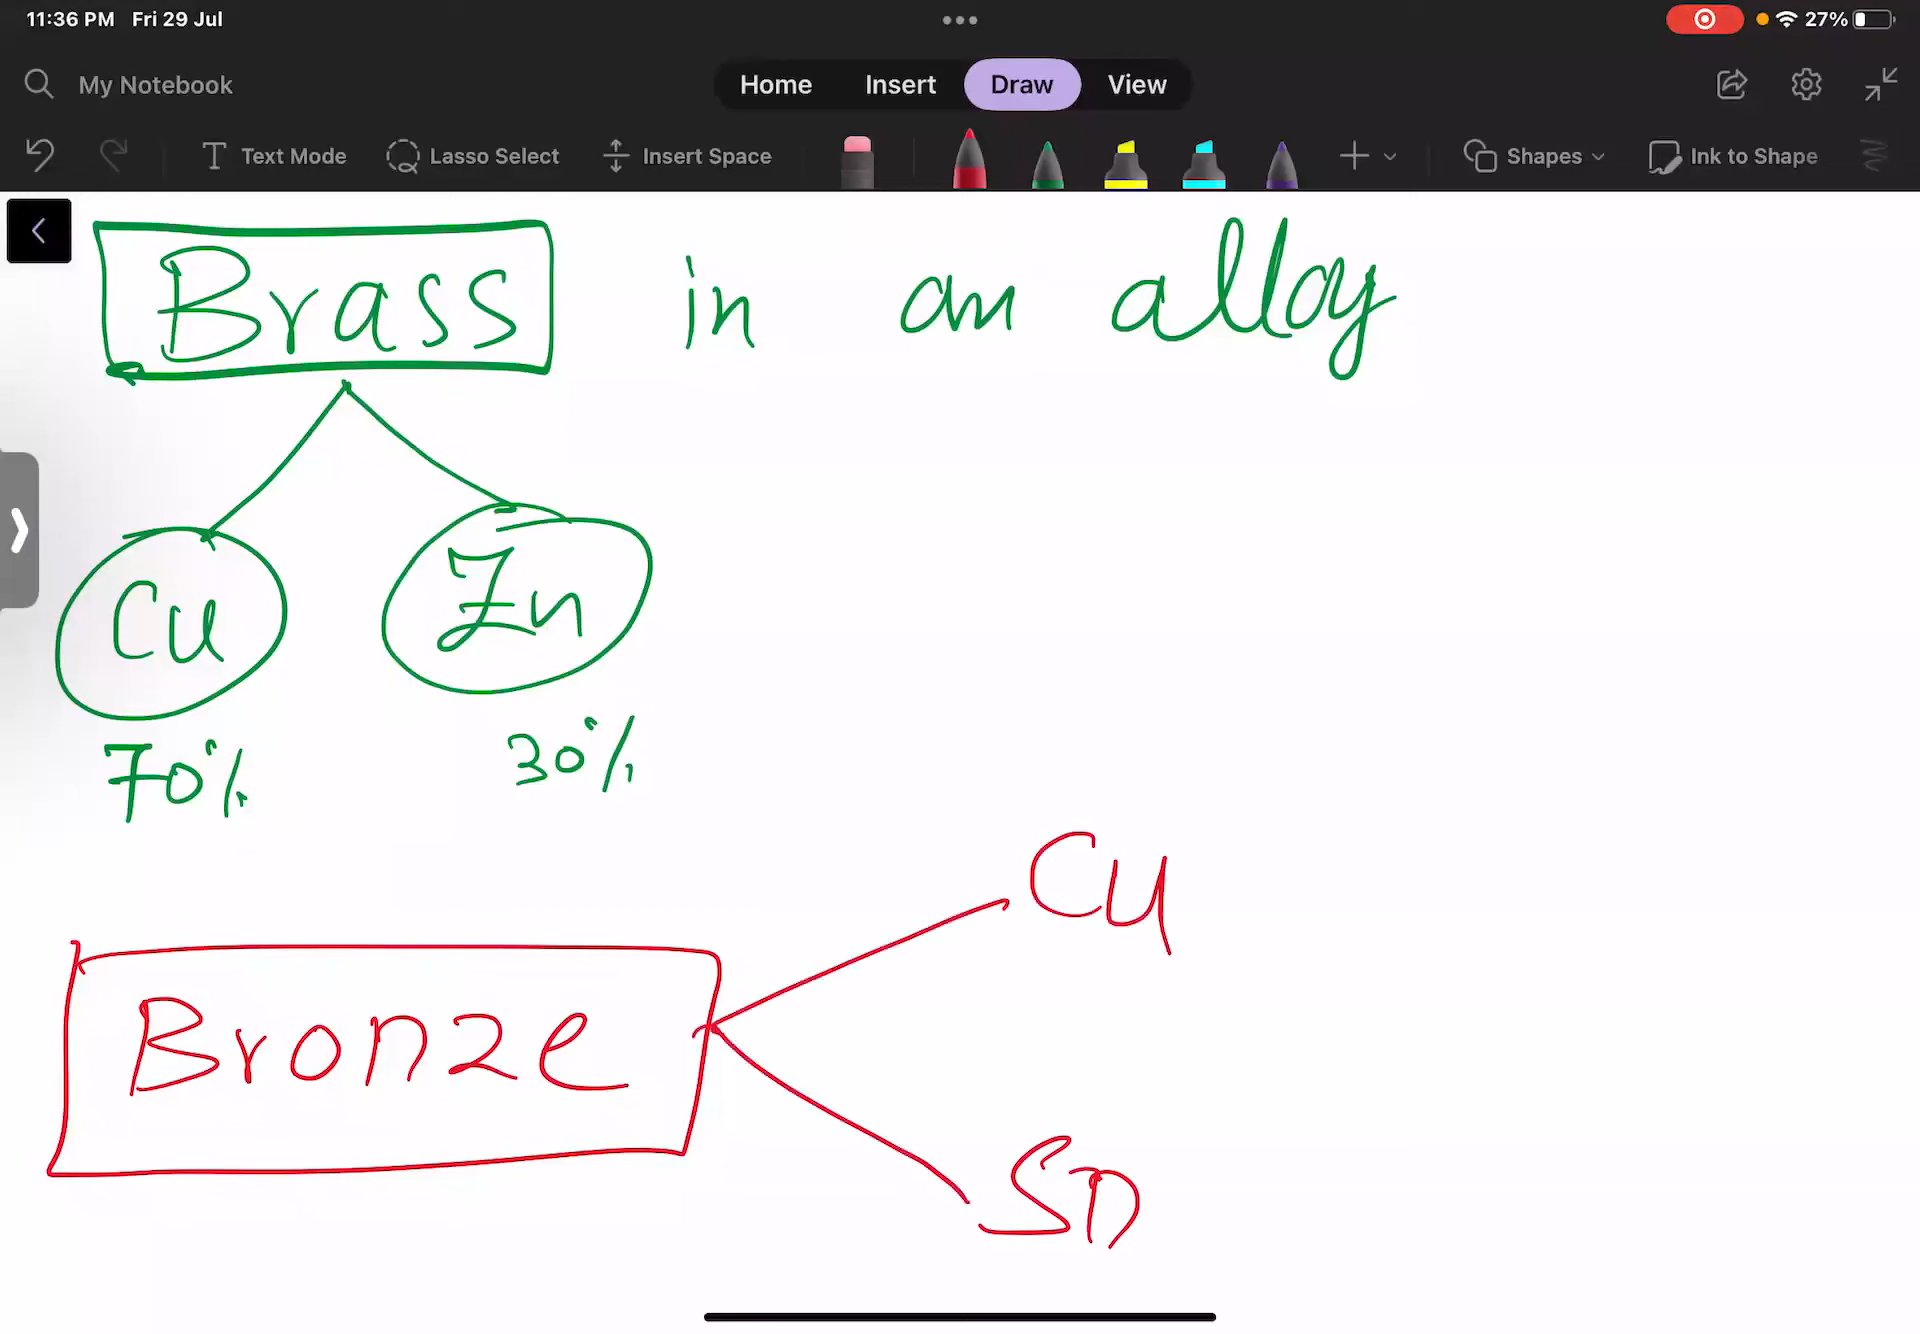 11:36 PM Fri 29 Jul 27%
My Notebook Home Insert Draw View
Text Mode Lasso Select Insert Space Shapes Ink to Shape
Brass in an alloy
Cu Zn
70% 30%
Cu
Bronze
Sn